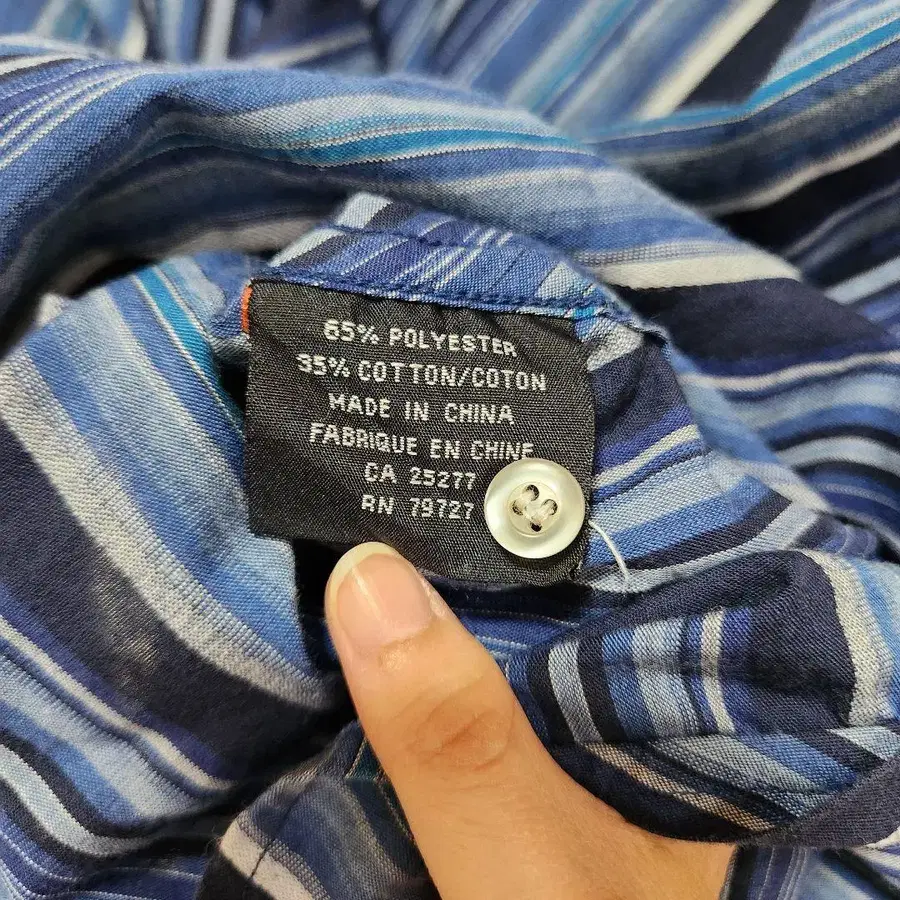 65% POLYESTER
35% COTTON/COTON
MADE IN CHINA
FABRIQUE EN CHINE
CA 25277
RN 79727